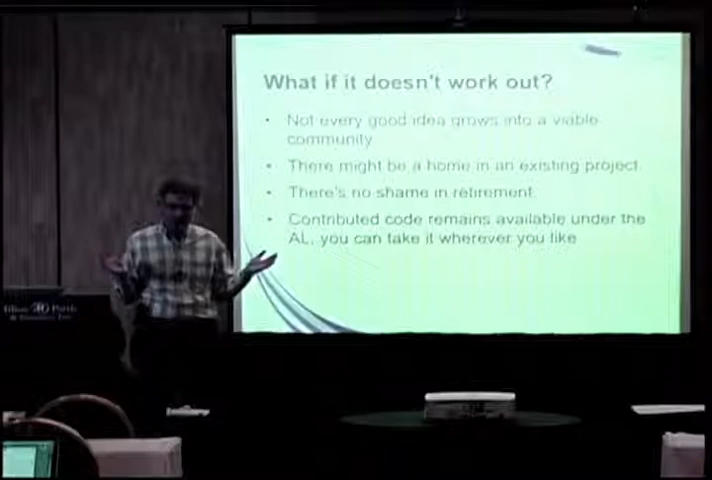 What if it doesn't work out?
Not every good idea grows into a viable
community
There might be a home in an existing project.
There's no shame in retirement.
Contributed code remains available under the
AL, you can take it wherever you like